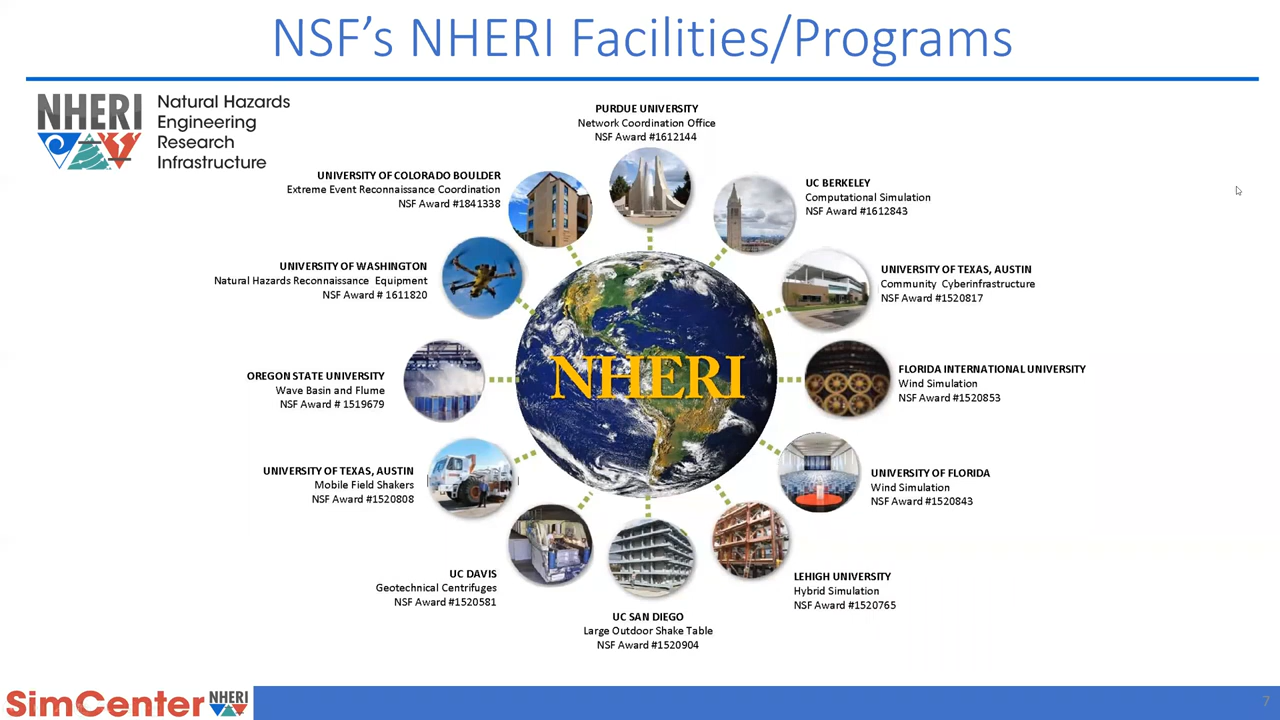 NSF's NHERI Facilities/Programs
NHERI
Natural Hazards
Engineering
Research
Infrastructure
PURDUE UNIVERSITY
Network Coordination Office
NSF Award #1612144
UNIVERSITY OF COLORADO BOULDER
Extreme Event Reconnaissance Coordination
NSF Award #1841338
UC BERKELEY
Computational Simulation
NSF Award #1612843
UNIVERSITY OF WASHINGTON
Natural Hazards Reconnaissance Equipment
NSF Award # 1611820
UNIVERSITY OF TEXAS, AUSTIN
Community Cyberinfrastructure
NSF Award #1520817
OREGON STATE UNIVERSITY
Wave Basin and Flume
NSF Award # 1519679
NHERI
FLORIDA INTERNATIONAL UNIVERSITY
Wind Simulation
NSF Award #1520853
UNIVERSITY OF TEXAS, AUSTIN
Mobile Field Shakers
NSF Award #1520808
UNIVERSITY OF FLORIDA
Wind Simulation
NSF Award #1520843
UC DAVIS
Geotechnical Centrifuges
NSF Award #1520581
UC SAN DIEGO
Large Outdoor Shake Table
NSF Award #1520904
LEHIGH UNIVERSITY
Hybrid Simulation
NSF Award #1520765
SimCenter
NHERI
7